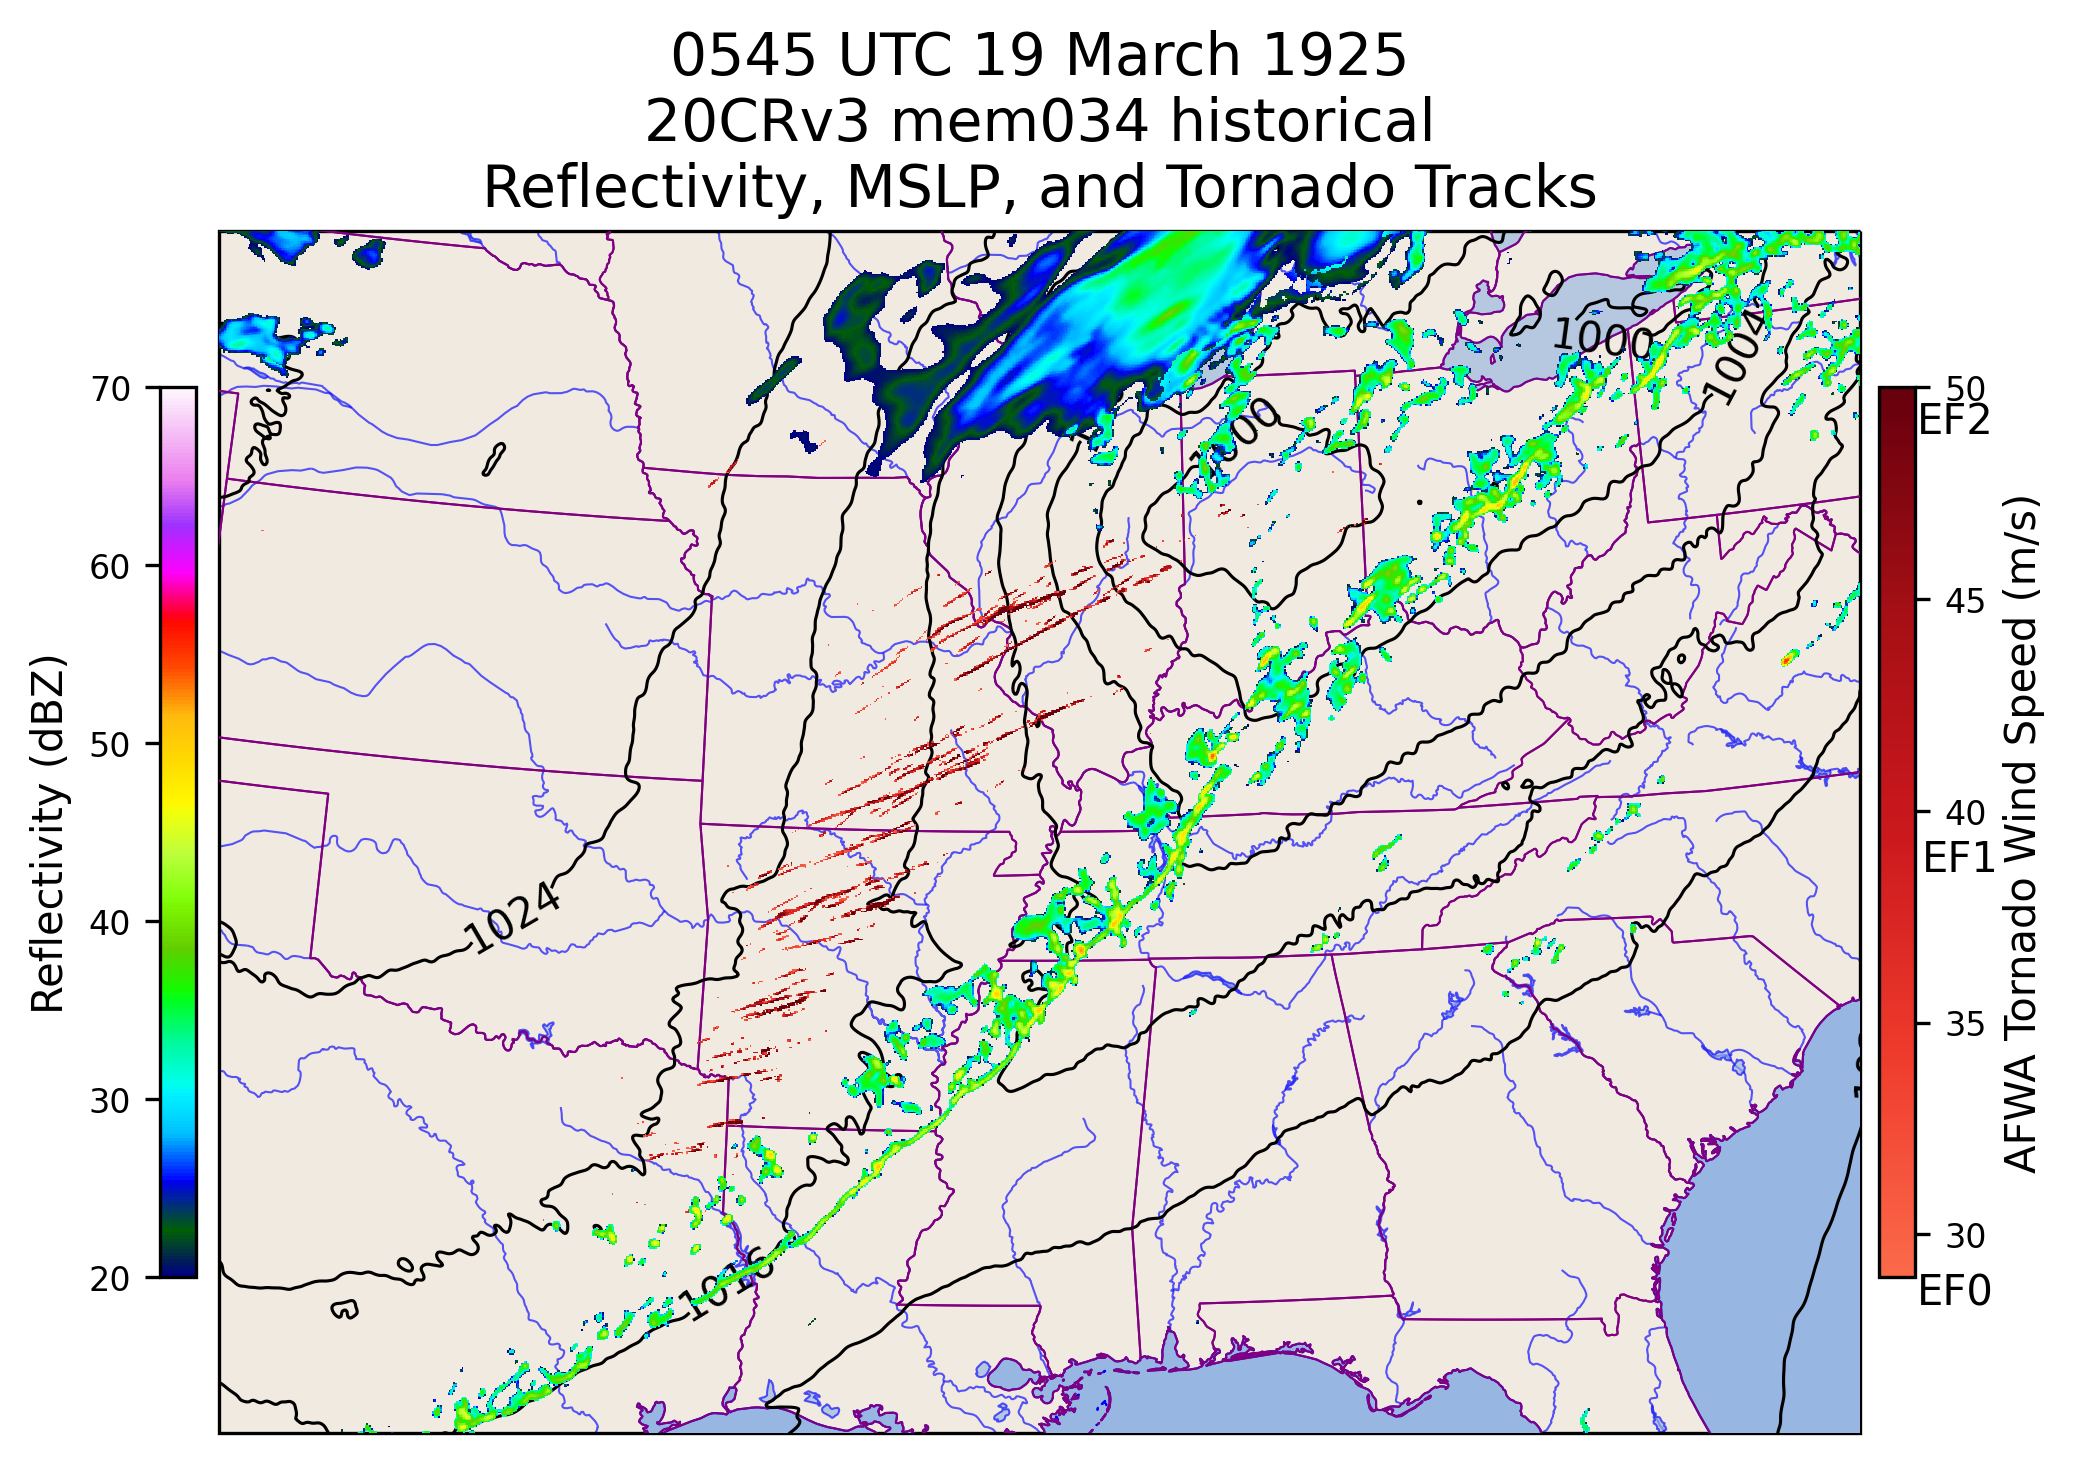 0545 UTC 19 March 1925
20CRv3 mem034 historical
Reflectivity, MSLP, and Tornado Tracks
70
60
50
40
30
20
Reflectivity (dBZ)
1000
1004
1000
1024
1016
50
EF2
45
40
EF1
35
30
EF0
AFWA Tornado Wind Speed (m/s)